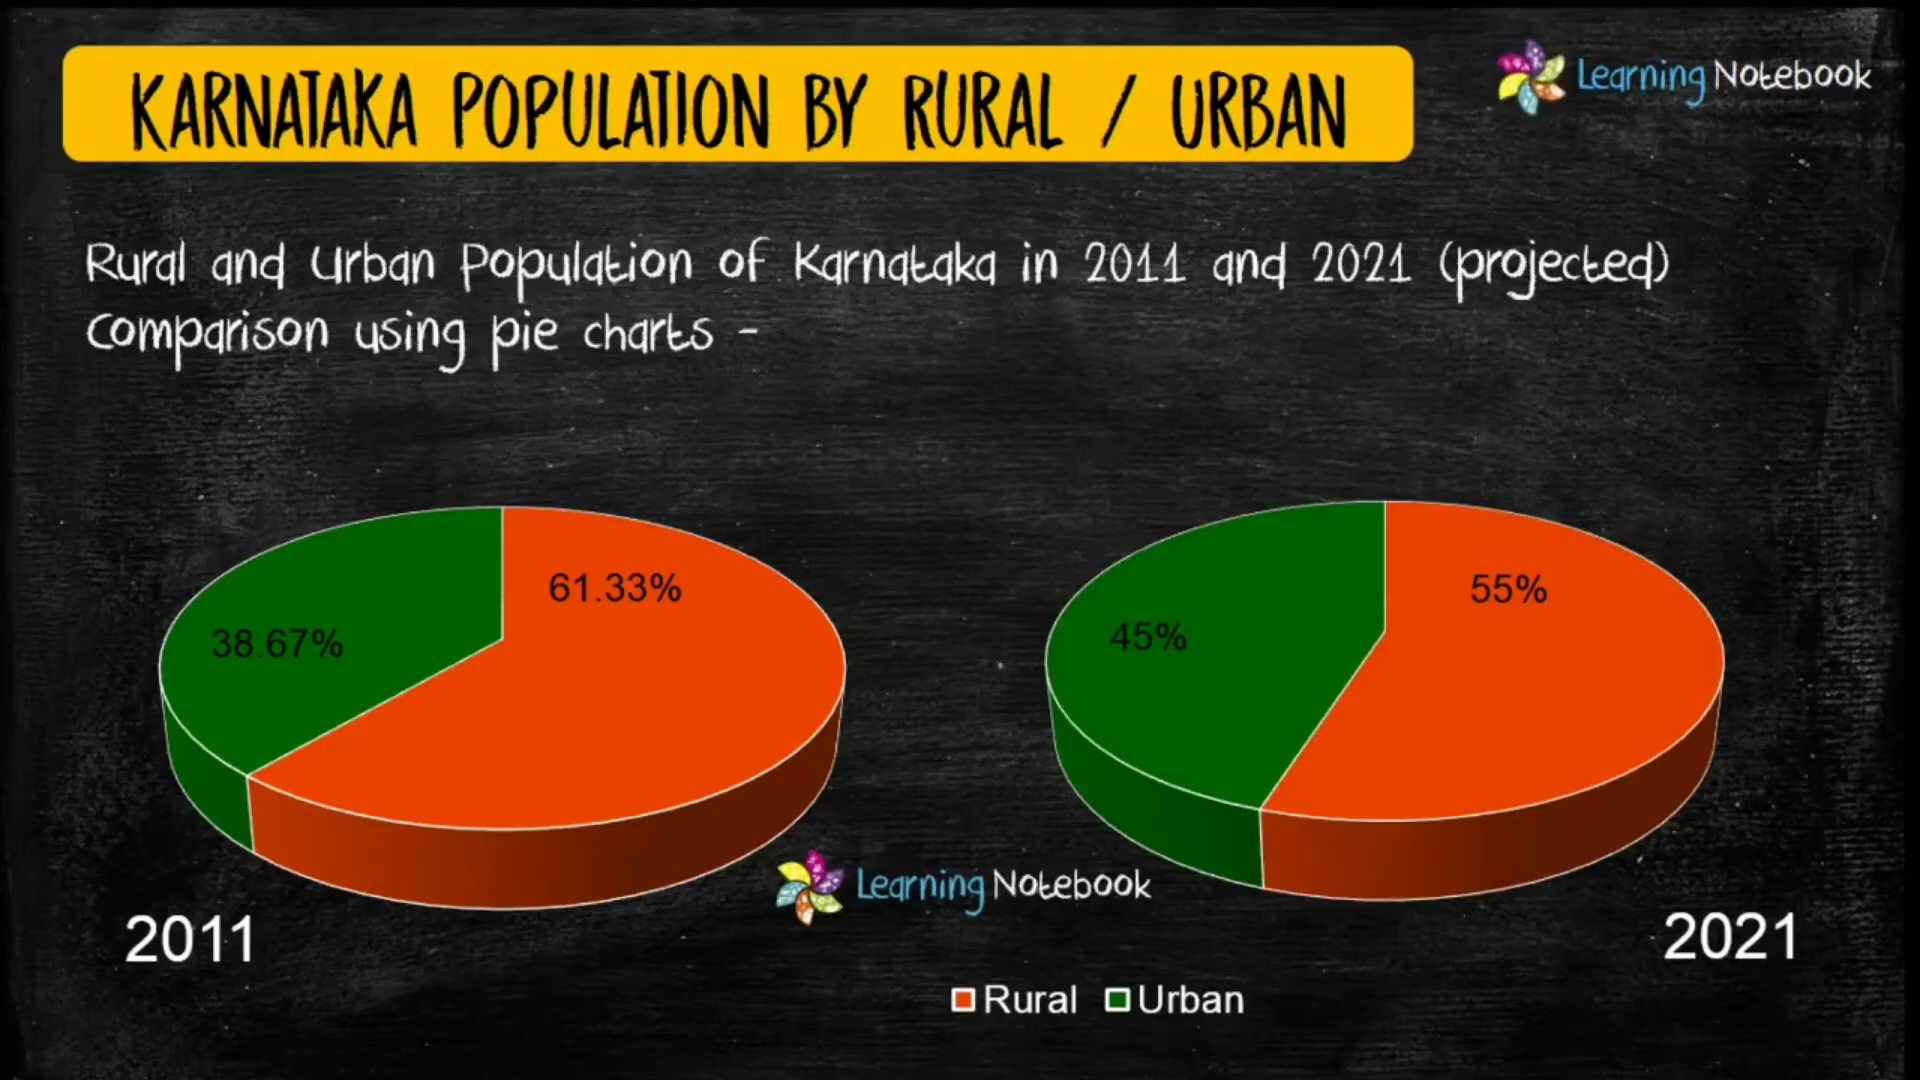 KARNATAKA POPULATION BY RURAL / URBAN
Learning Notebook
Rural and Urban Population of Karnataka in 2011 and 2021 (projected)
Comparison using pie charts -
61.33%
38.67%
55%
45%
Learning Notebook
2011
2021
Rural Urban